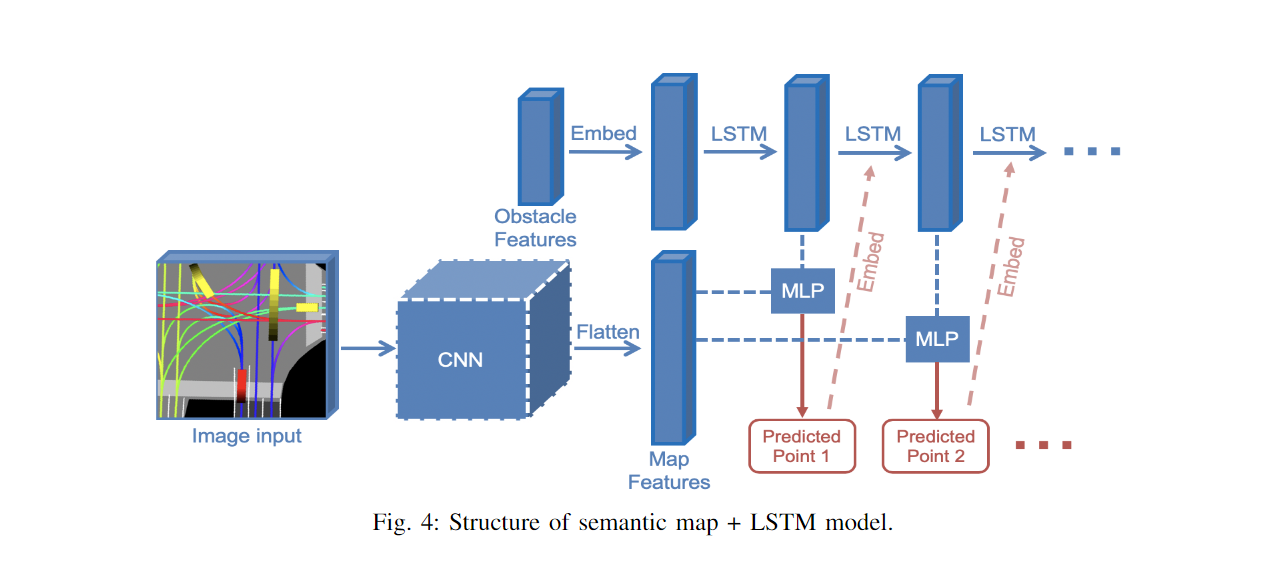 Embed
LSTM
LSTM
LSTM
Obstacle
Features
Embed
Embed
MLP
MLP
Flatten
CNN
Image input
Map
Features
Predicted
Point 1
Predicted
Point 2
Fig. 4: Structure of semantic map + LSTM model.